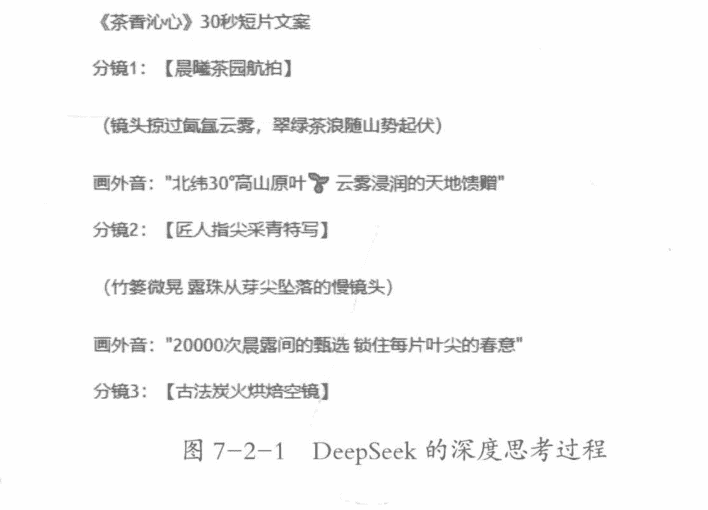 《茶香沁心》30秒短片文案
分镜1：【晨曦茶园航拍】
（镜头掠过氤氲云雾，翠绿茶浪随山势起伏）
画外音："北纬30°高山原叶🌱 云雾浸润的天地馈赠"
分镜2：【匠人指尖采青特写】
（竹篓微晃 露珠从芽尖坠落的慢镜头）
画外音："20000次晨露间的甄选 锁住每片叶尖的春意"
分镜3：【古法炭火烘焙空镜】
图 7-2-1 DeepSeek 的深度思考过程